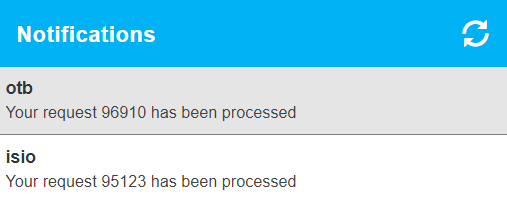 Notifications
otb
Your request 96910 has been processed
isio
Your request 95123 has been processed